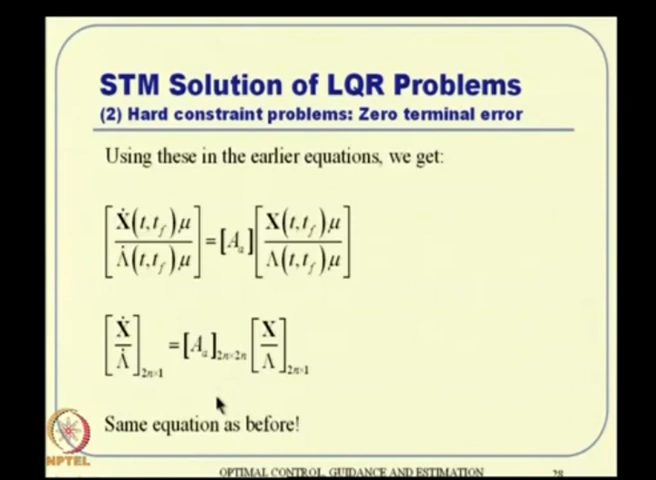 STM Solution of LQR Problems
(2) Hard constraint problems: Zero terminal error
Using these in the earlier equations, we get:
[Ẋ(t,t_f)μ / Λ̇(t,t_f)μ] = [A_a] [X(t,t_f)μ / Λ(t,t_f)μ]
[Ẋ / Λ̇]_{2n×1} = [A_a]_{2n×2n} [X / Λ]_{2n×1}
Same equation as before!
NPTEL
OPTIMAL CONTROL, GUIDANCE AND ESTIMATION
28